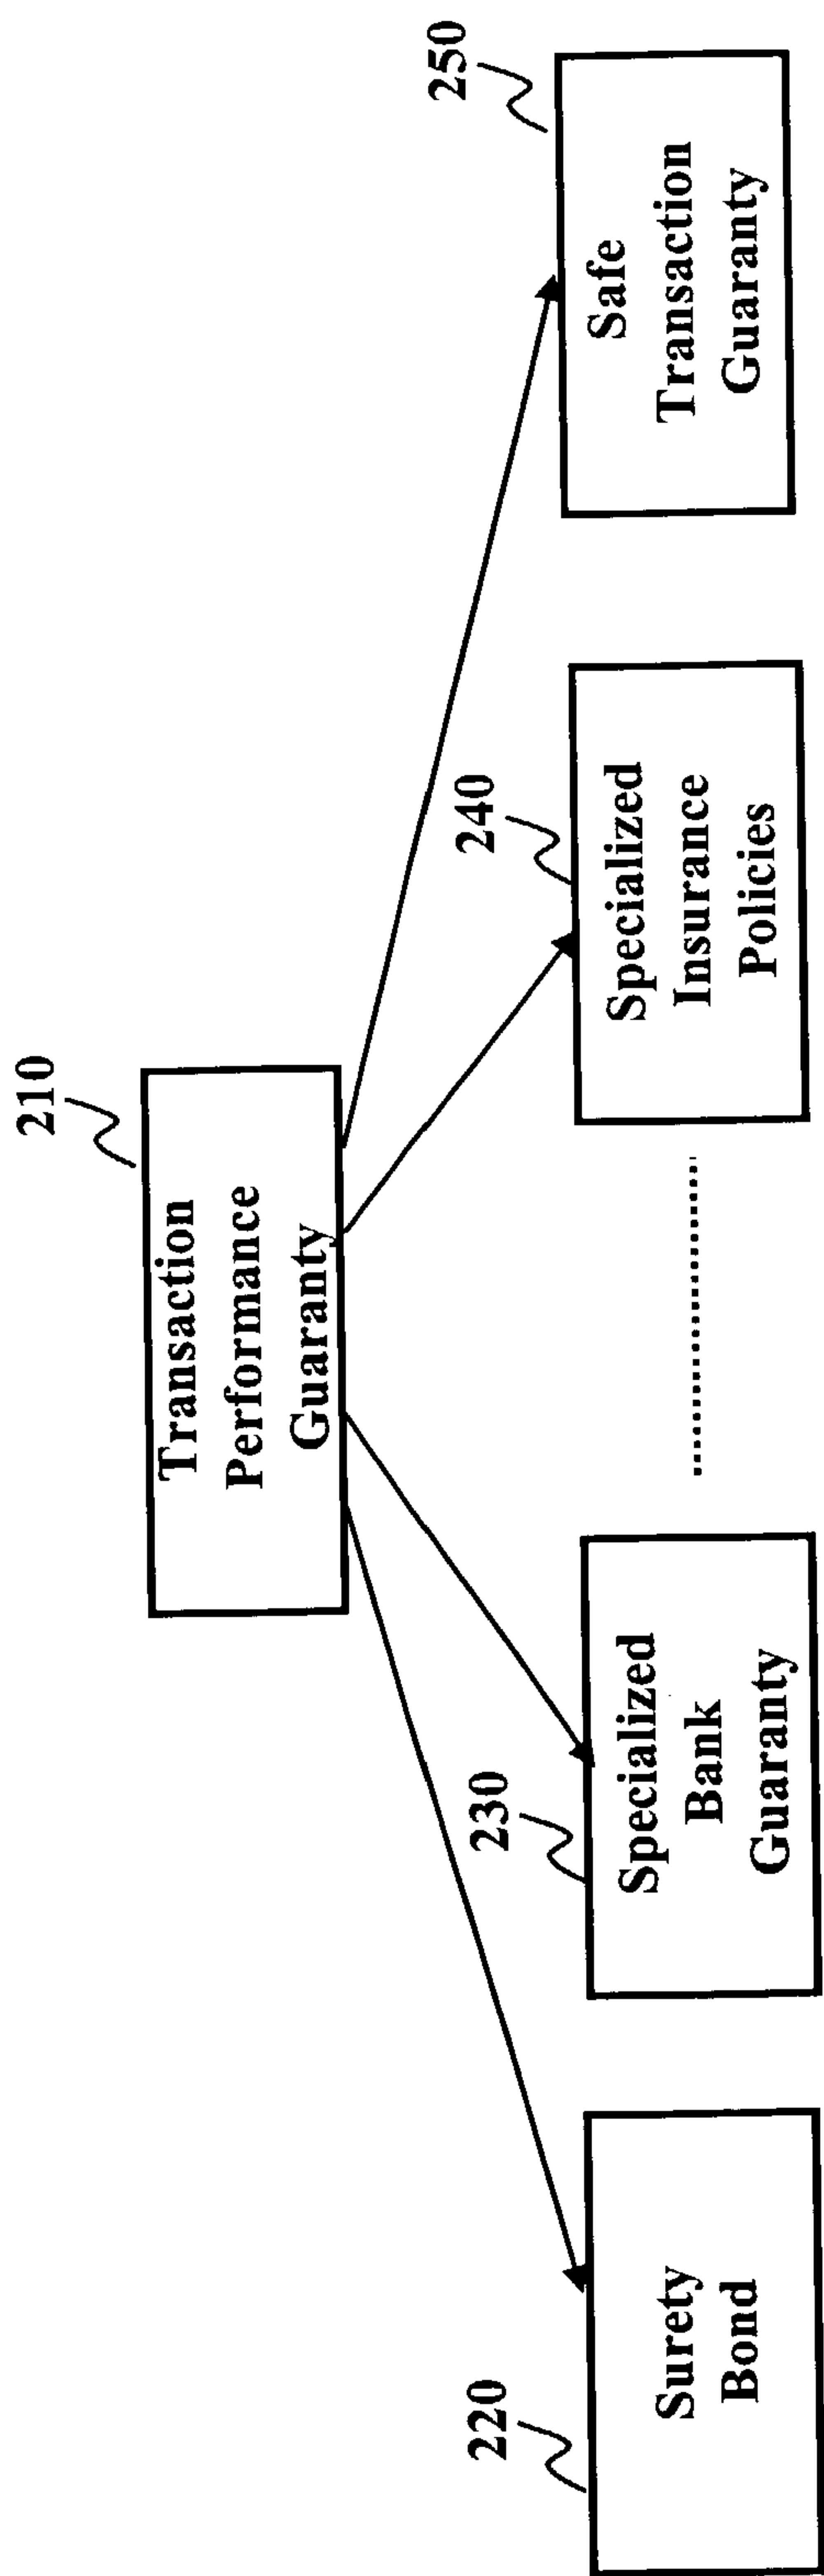 210
Transaction
Performance
Guaranty
220
Surety
Bond
230
Specialized
Bank
Guaranty
240
Specialized
Insurance
Policies
250
Safe
Transaction
Guaranty